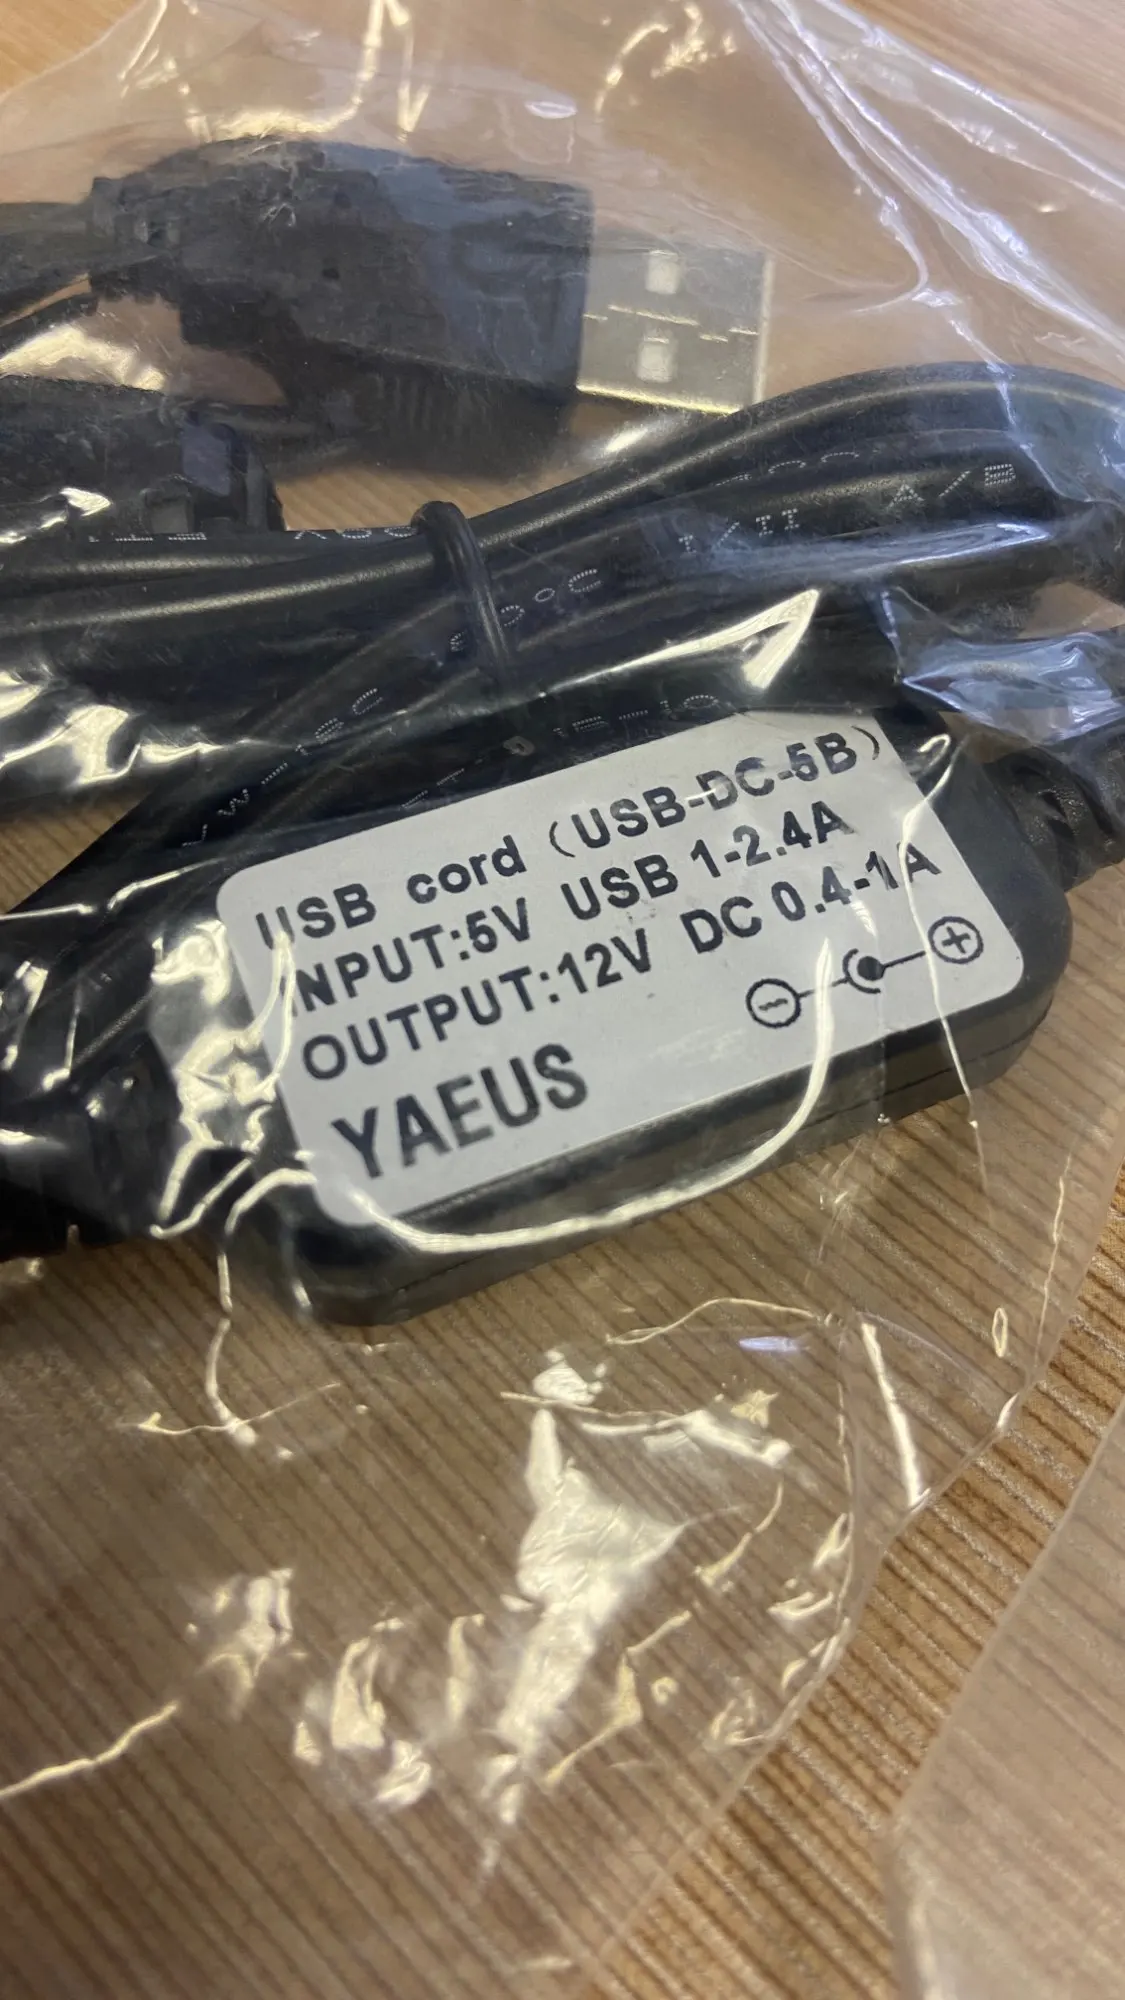 USB cord (USB-DC-5B)
INPUT:5V USB 1-2.4A
OUTPUT:12V DC 0.4-1A
YAEUS